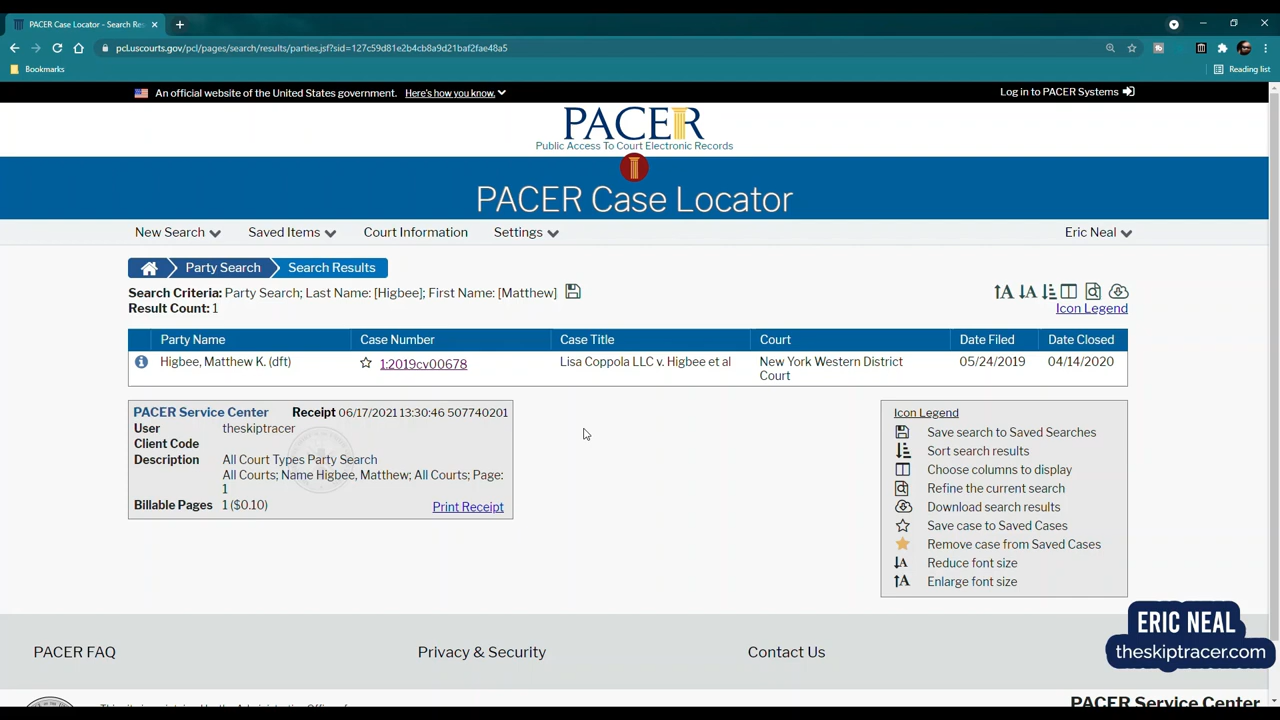 PACER Case Locator - Search Res
pcl.uscourts.gov/pcl/pages/search/results/parties.jsf?sid=127c59d81e2b4cb8a9d21baf2fae48a5
Bookmarks
Reading list
An official website of the United States government. Here's how you know.
Log in to PACER Systems
PACER
Public Access To Court Electronic Records
PACER Case Locator
New Search Saved Items Court Information Settings Eric Neal
Party Search Search Results
Search Criteria: Party Search; Last Name: [Higbee]; First Name: [Matthew]
Result Count: 1
Icon Legend
Party Name Case Number Case Title Court Date Filed Date Closed
Higbee, Matthew K. (dft) 1:2019cv00678 Lisa Coppola LLC v. Higbee et al New York Western District Court 05/24/2019 04/14/2020
PACER Service Center Receipt 06/17/2021 13:30:46 507740201
User theskiptracer
Client Code
Description All Court Types Party Search
All Courts; Name Higbee, Matthew; All Courts; Page:
1
Billable Pages 1 ($0.10) Print Receipt
Icon Legend
Save search to Saved Searches
Sort search results
Choose columns to display
Refine the current search
Download search results
Save case to Saved Cases
Remove case from Saved Cases
Reduce font size
Enlarge font size
ERIC NEAL
theskiptracer.com
PACER FAQ Privacy & Security Contact Us
PACER Service Center